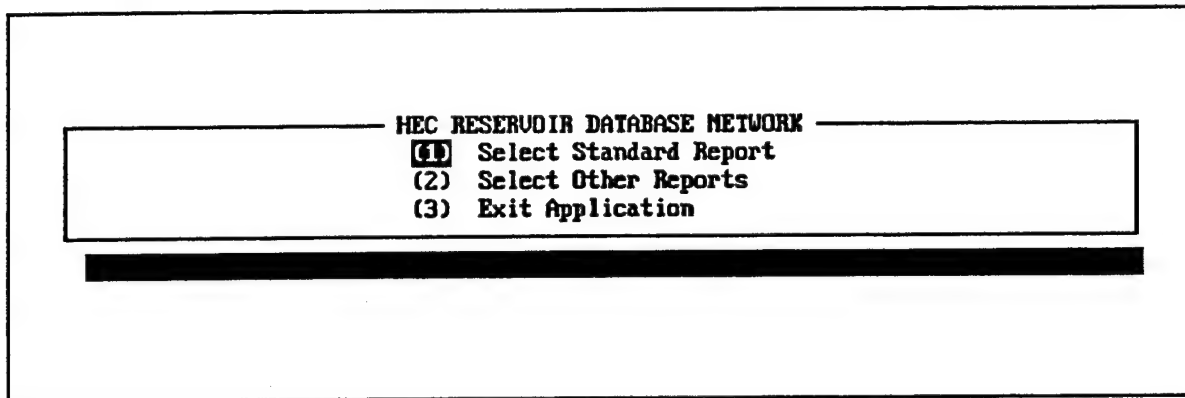 HEC RESERVOIR DATABASE NETWORK
(1) Select Standard Report
(2) Select Other Reports
(3) Exit Application